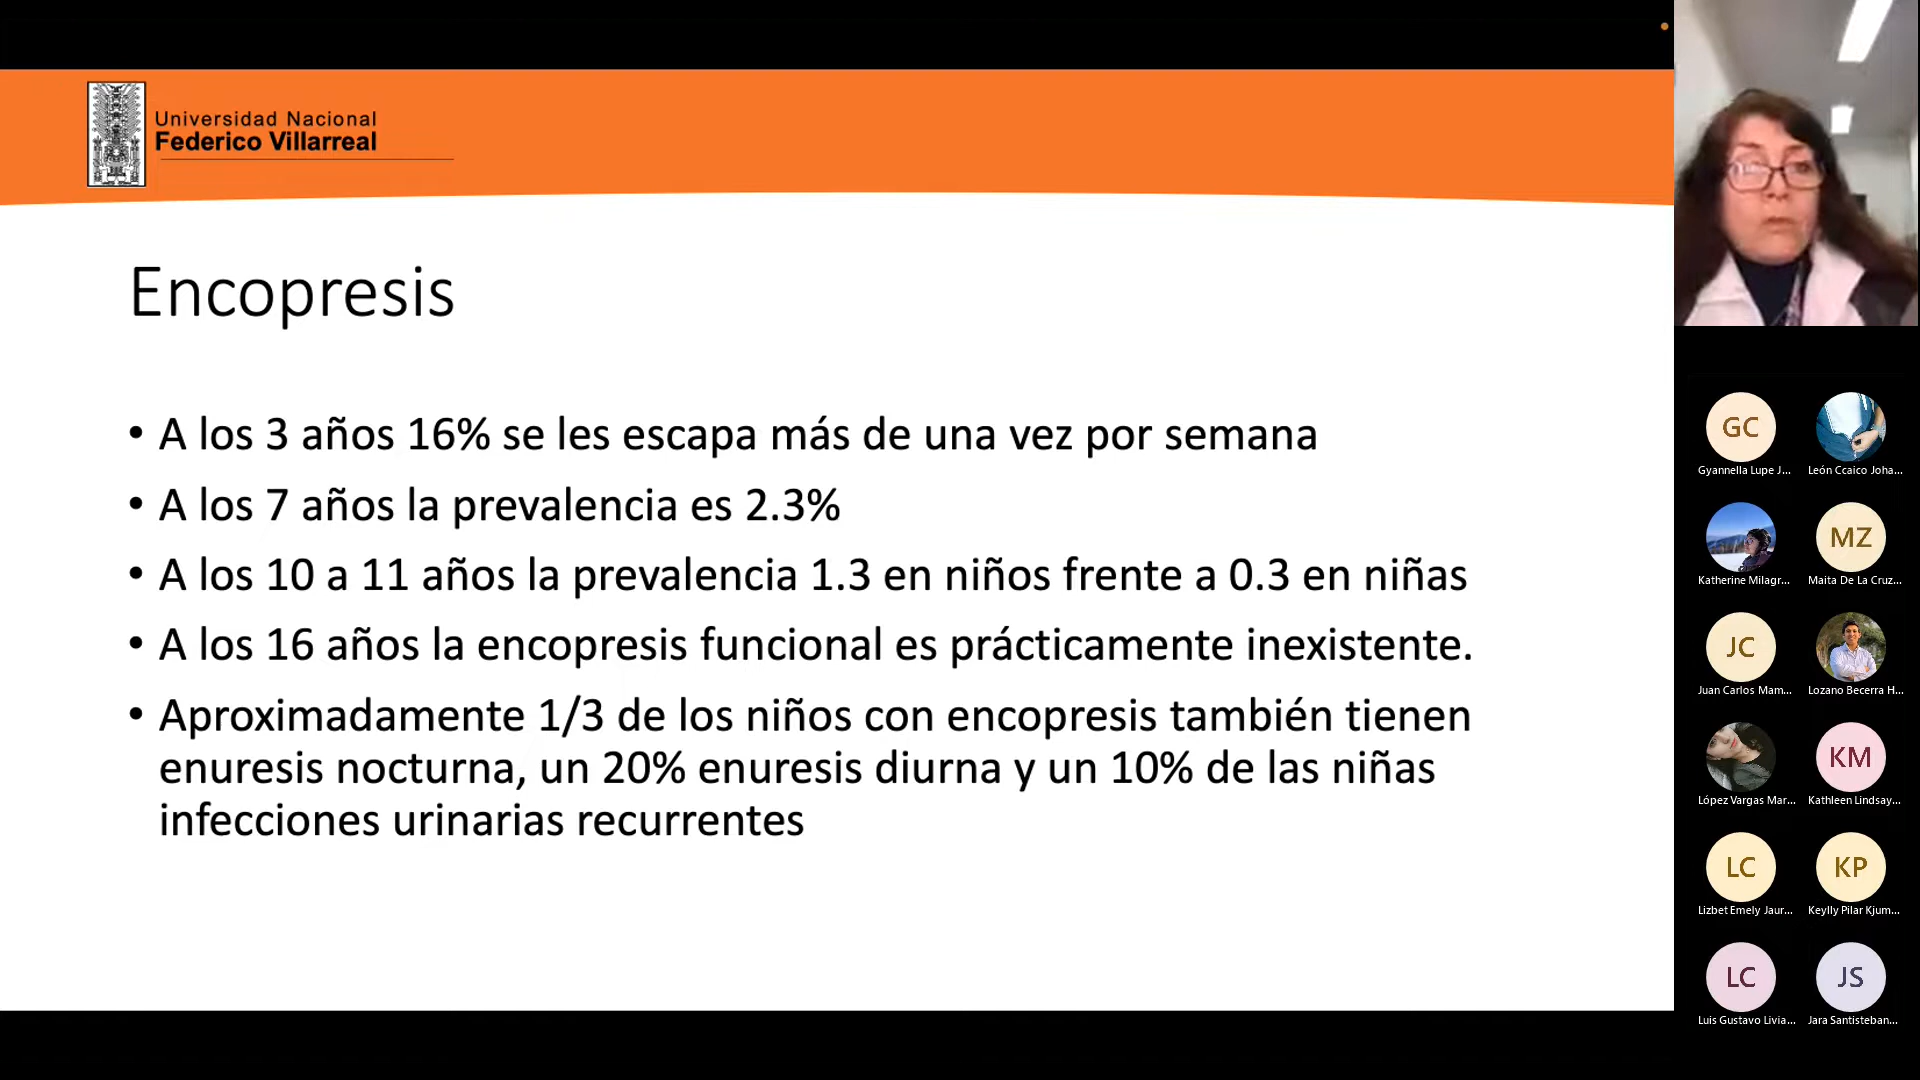 Universidad Nacional
Federico Villarreal
Encopresis
• A los 3 años 16% se les escapa más de una vez por semana
• A los 7 años la prevalencia es 2.3%
• A los 10 a 11 años la prevalencia 1.3 en niños frente a 0.3 en niñas
• A los 16 años la encopresis funcional es prácticamente inexistente.
• Aproximadamente 1/3 de los niños con encopresis también tienen
enuresis nocturna, un 20% enuresis diurna y un 10% de las niñas
infecciones urinarias recurrentes
GC
Gyannella Lupe J...
León Ccaico Joha...
Katherine Milagr...
MZ
Maita De La Cruz...
JC
Juan Carlos Mam...
Lozano Becerra H...
López Vargas Mar...
KM
Kathleen Lindsay...
LC
Lizbet Emely Jaur...
KP
Keylly Pilar Kjum...
LC
Luis Gustavo Livia...
JS
Jara Santisteban...